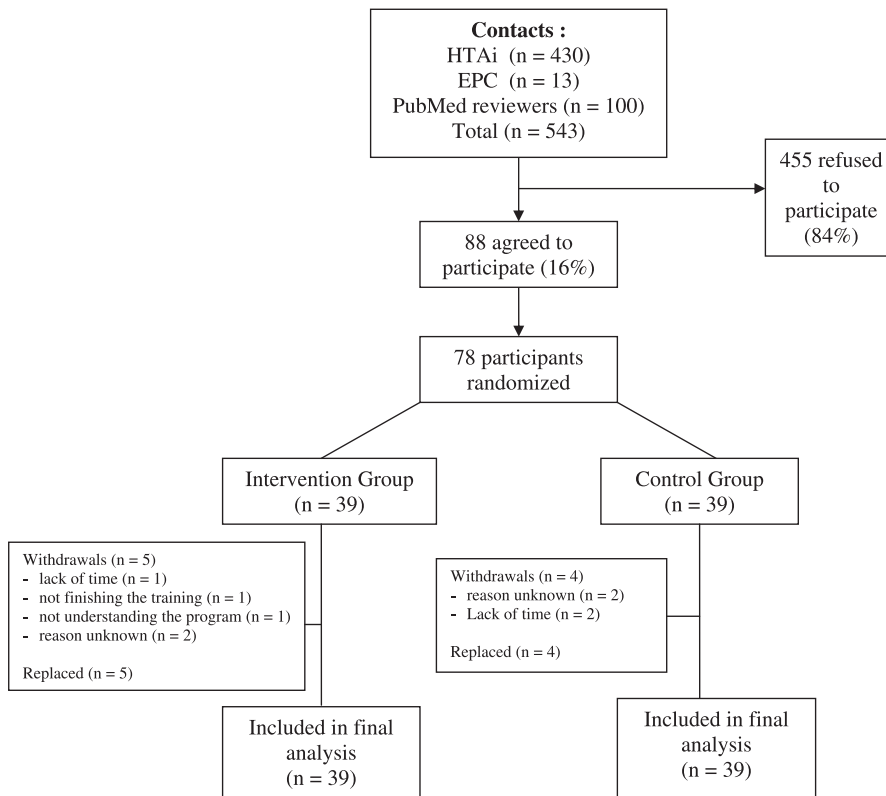 Contacts :
HTAi (n = 430)
EPC (n = 13)
PubMed reviewers (n = 100)
Total (n = 543)
455 refused
to
participate
(84%)
88 agreed to
participate (16%)
78 participants
randomized
Intervention Group
(n = 39)
Control Group
(n = 39)
Withdrawals (n = 5)
- lack of time (n = 1)
- not finishing the training (n = 1)
- not understanding the program (n = 1)
- reason unknown (n = 2)
Replaced (n = 5)
Withdrawals (n = 4)
- reason unknown (n = 2)
- Lack of time (n = 2)
Replaced (n = 4)
Included in final
analysis
(n = 39)
Included in final
analysis
(n = 39)